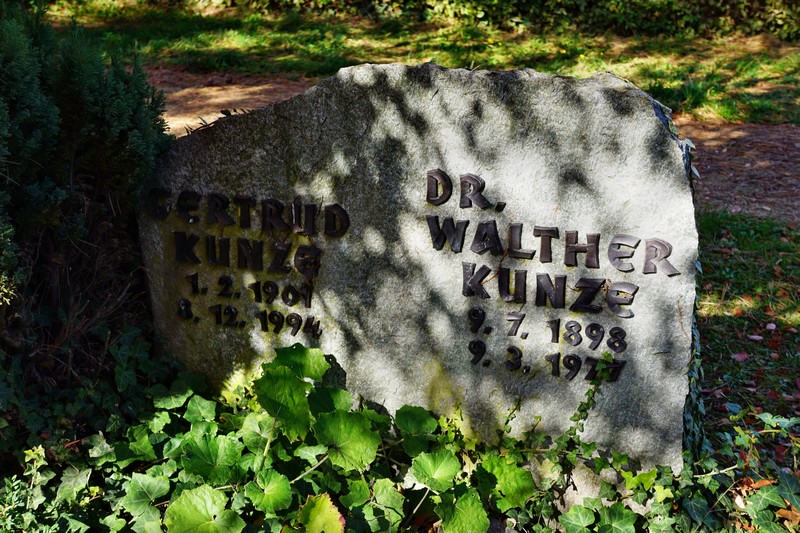 GERTRUD
KUNZE
1. 2. 1901
8. 12. 1994
DR.
WALTHER
KUNZE
9. 7. 1898
9. 3. 1977